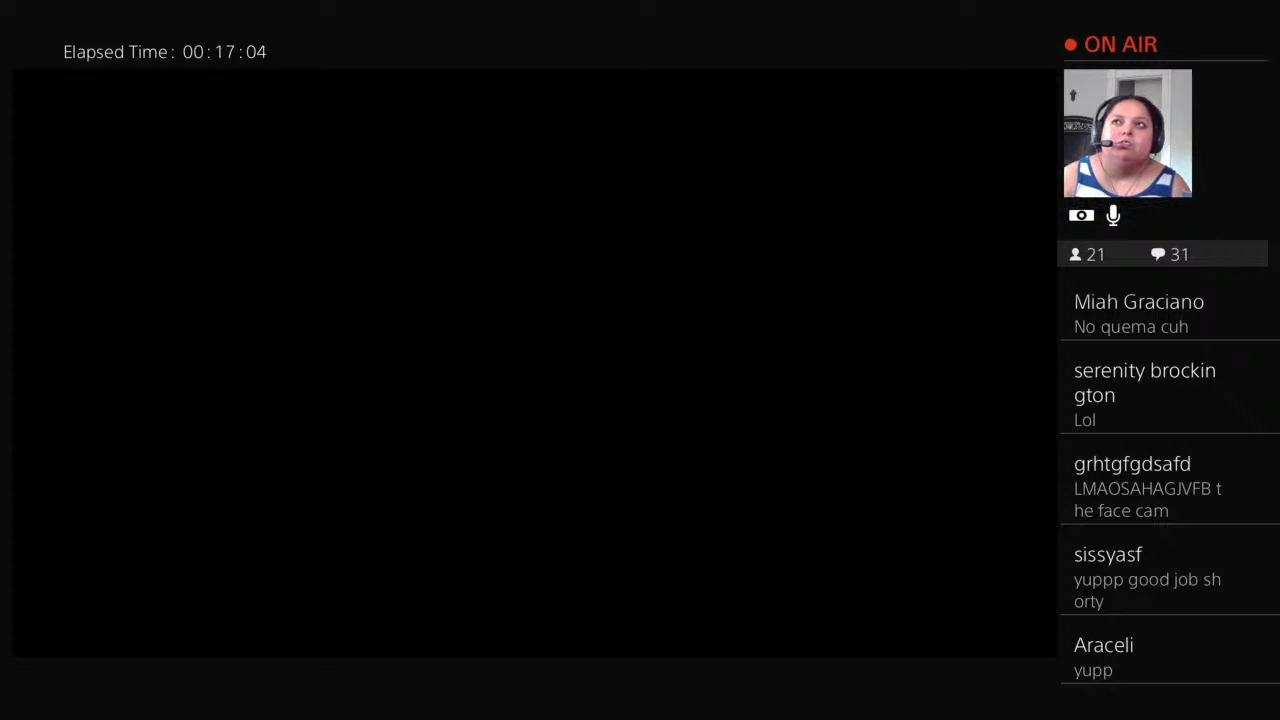 Elapsed Time: 00:17:04
ON AIR
21 31
Miah Graciano
No quema cuh
serenity brockin
gton
Lol
grhtgfgdsafd
LMAOSAHAGJVFB t
he face cam
sissyasf
yuppp good job sh
orty
Araceli
yupp